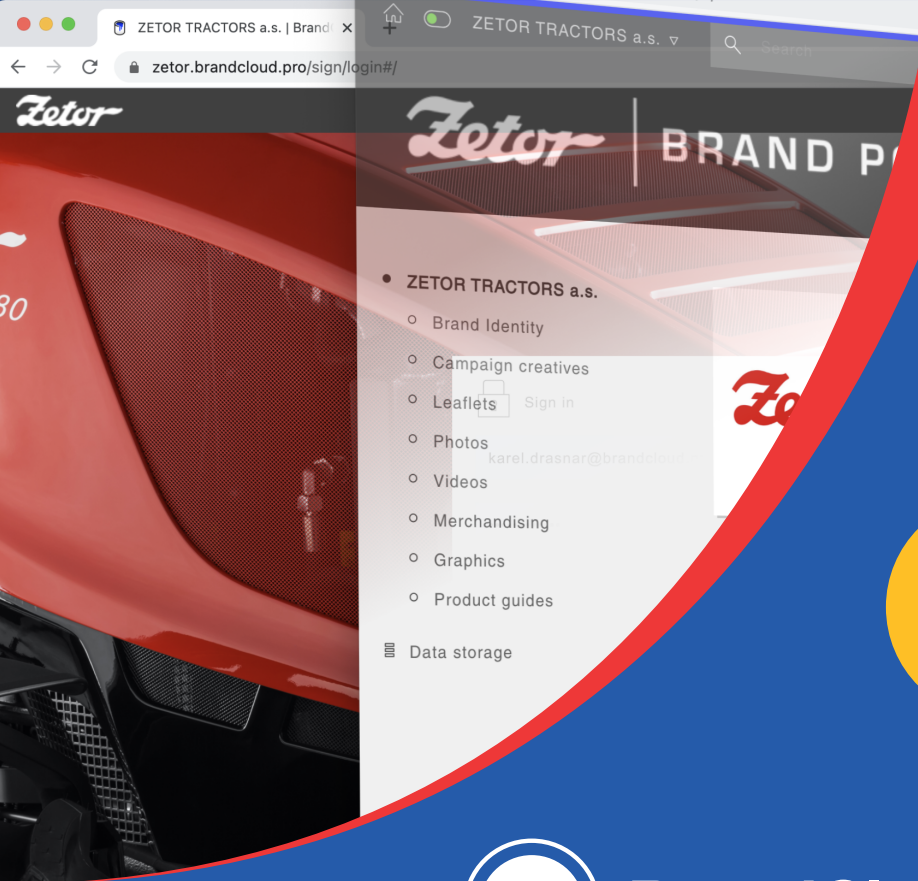 ZETOR TRACTORS a.s. | Brand
ZETOR TRACTORS a.s.
Search
zetor.brandcloud.pro/sign/login#/
Zetor
Zetor
BRAND
80
ZETOR TRACTORS a.s.
Brand Identity
Campaign creatives
Leaflets
Sign in
Photos
karel.drasnar@brandcloud
Videos
Merchandising
Graphics
Product guides
Data storage